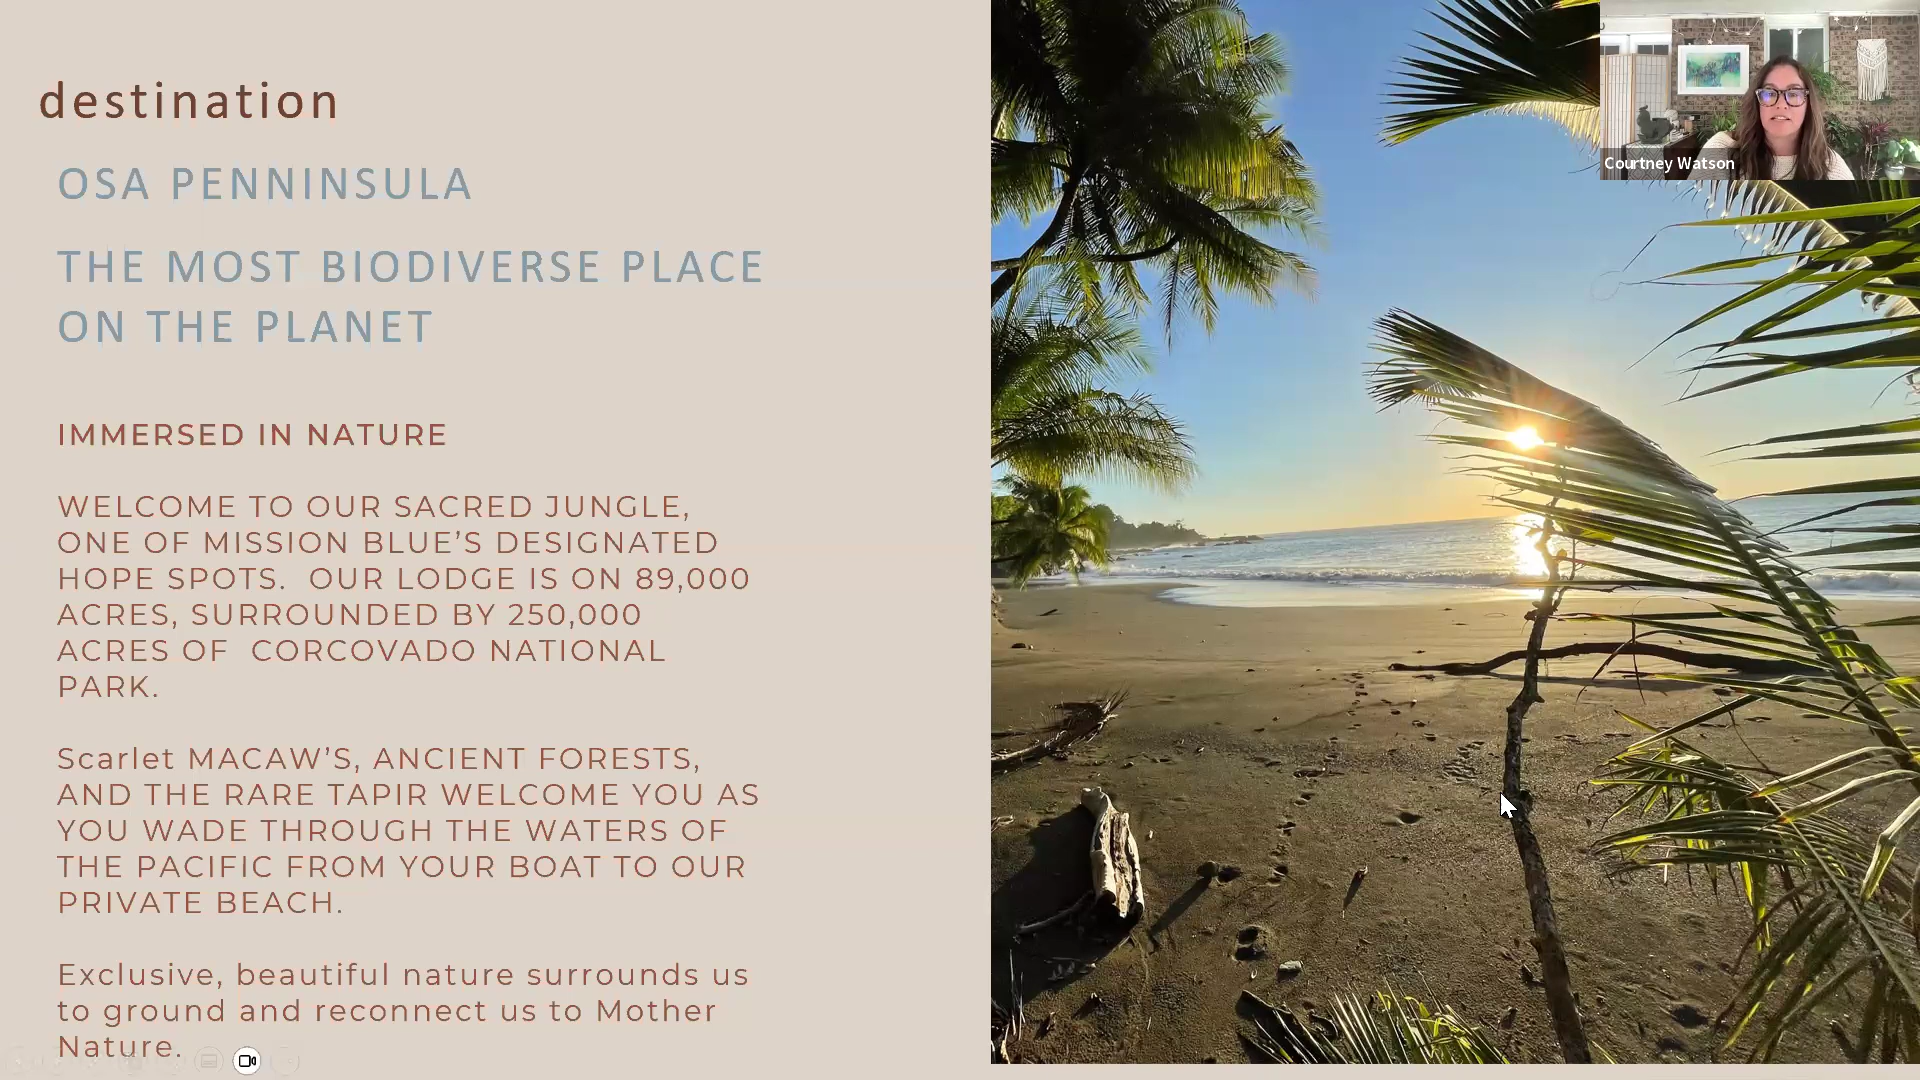 destination
OSA PENNINSULA
THE MOST BIODIVERSE PLACE
ON THE PLANET
IMMERSED IN NATURE
WELCOME TO OUR SACRED JUNGLE,
ONE OF MISSION BLUE’S DESIGNATED
HOPE SPOTS.  OUR LODGE IS ON 89,000
ACRES, SURROUNDED BY 250,000
ACRES OF  CORCOVADO NATIONAL
PARK.
Scarlet MACAW’S, ANCIENT FORESTS,
AND THE RARE TAPIR WELCOME YOU AS
YOU WADE THROUGH THE WATERS OF
THE PACIFIC FROM YOUR BOAT TO OUR
PRIVATE BEACH.
Exclusive, beautiful nature surrounds us
to ground and reconnect us to Mother
Nature.
Courtney Watson